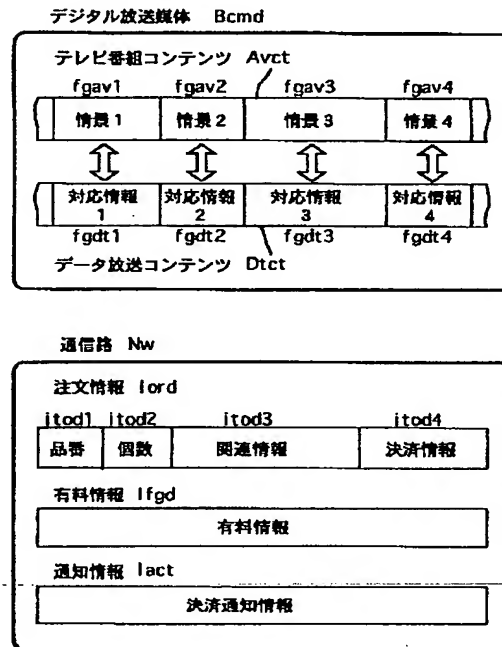 デジタル放送媒体 Bcmd
テレビ番組コンテンツ Avct
fgav1 fgav2 fgav3 fgav4
情景1 情景2 情景3 情景4
対応情報1 対応情報2 対応情報3 対応情報4
fgdt1 fgdt2 fgdt3 fgdt4
データ放送コンテンツ Dtct
通信路 Nw
注文情報 Iord
itod1 itod2 itod3 itod4
品番 個数 関連情報 決済情報
有料情報 Ifgd
有料情報
通知情報 Iact
決済通知情報